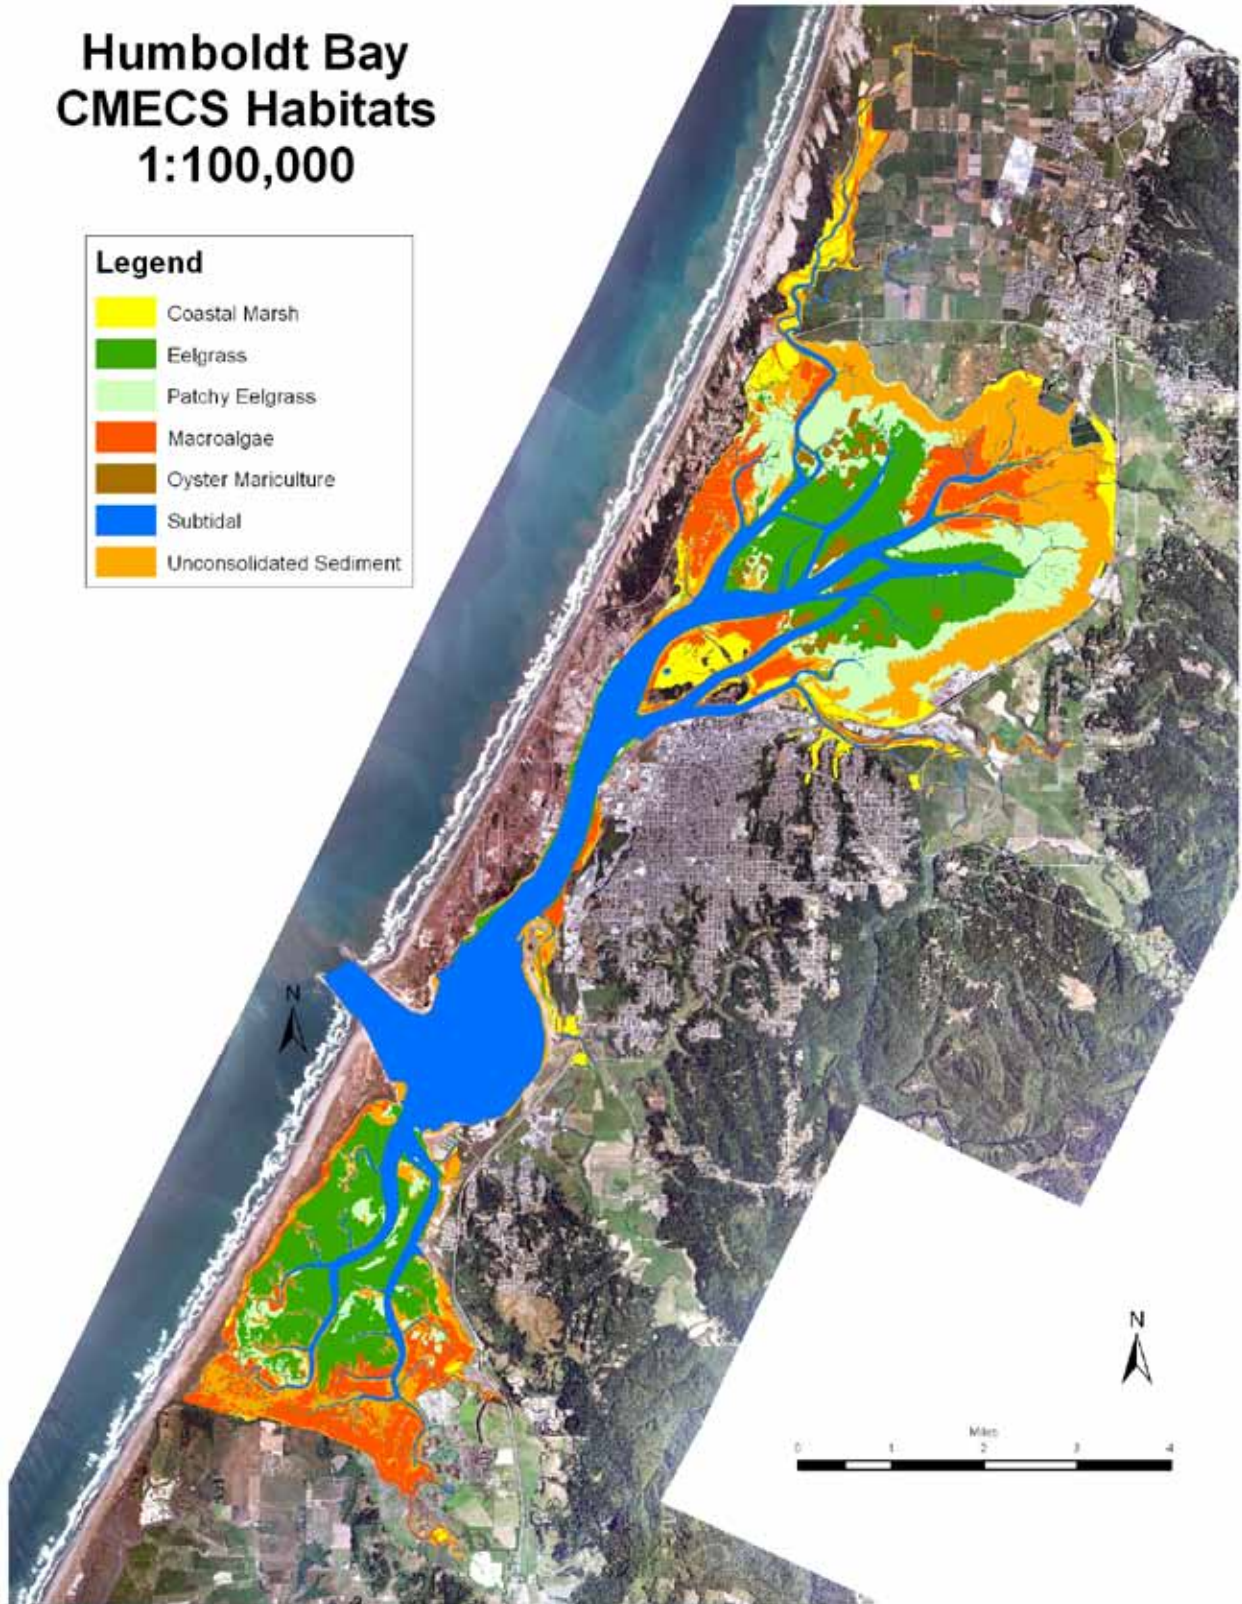 Humboldt Bay
CMECS Habitats
1:100,000
Legend
Coastal Marsh
Eelgrass
Patchy Eelgrass
Macroalgae
Oyster Mariculture
Subtidal
Unconsolidated Sediment
N
N
Miles
0 1 2 3 4